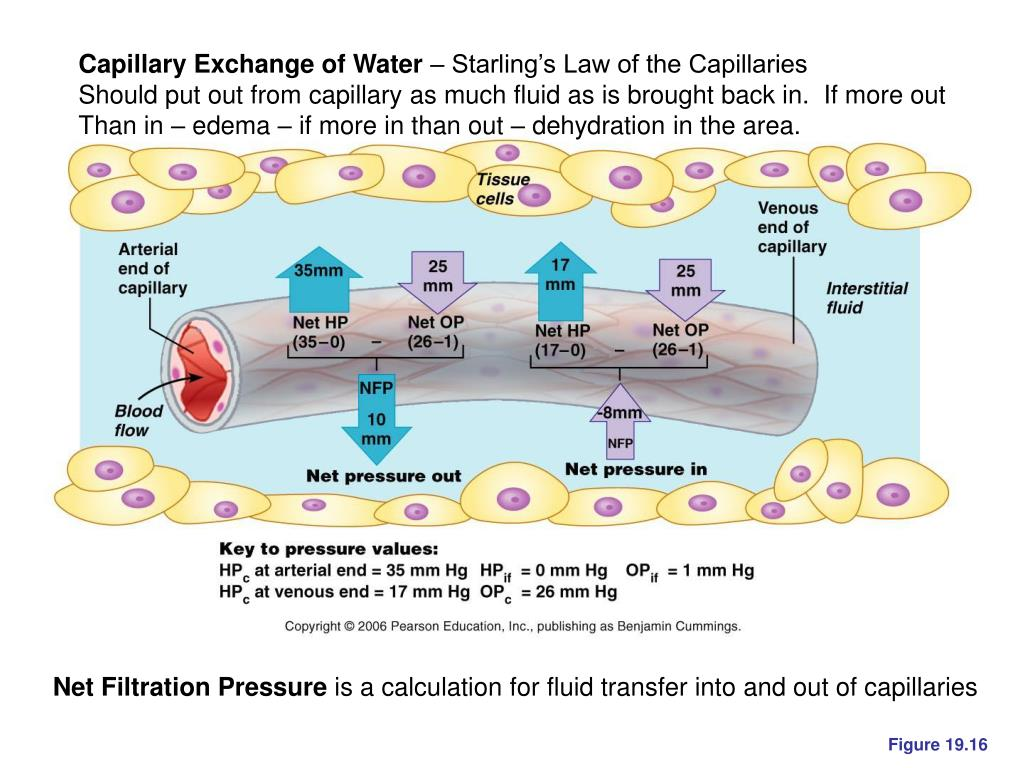 Capillary Exchange of Water – Starling's Law of the Capillaries
Should put out from capillary as much fluid as is brought back in.  If more out
Than in – edema – if more in than out – dehydration in the area.
Tissue
cells
Venous
end of
capillary
Arterial
end of
capillary
35mm
25
mm
17
mm
25
mm
Interstitial
fluid
Net HP
(35–0)
–
Net OP
(26–1)
Net HP
(17–0)
–
Net OP
(26–1)
NFP
10
mm
-8mm
NFP
Blood
flow
Net pressure out
Net pressure in
Key to pressure values:
HPc at arterial end = 35 mm Hg  HPif = 0 mm Hg  OPif = 1 mm Hg
HPc at venous end = 17 mm Hg  OPc = 26 mm Hg
Copyright © 2006 Pearson Education, Inc., publishing as Benjamin Cummings.
Net Filtration Pressure is a calculation for fluid transfer into and out of capillaries
Figure 19.16